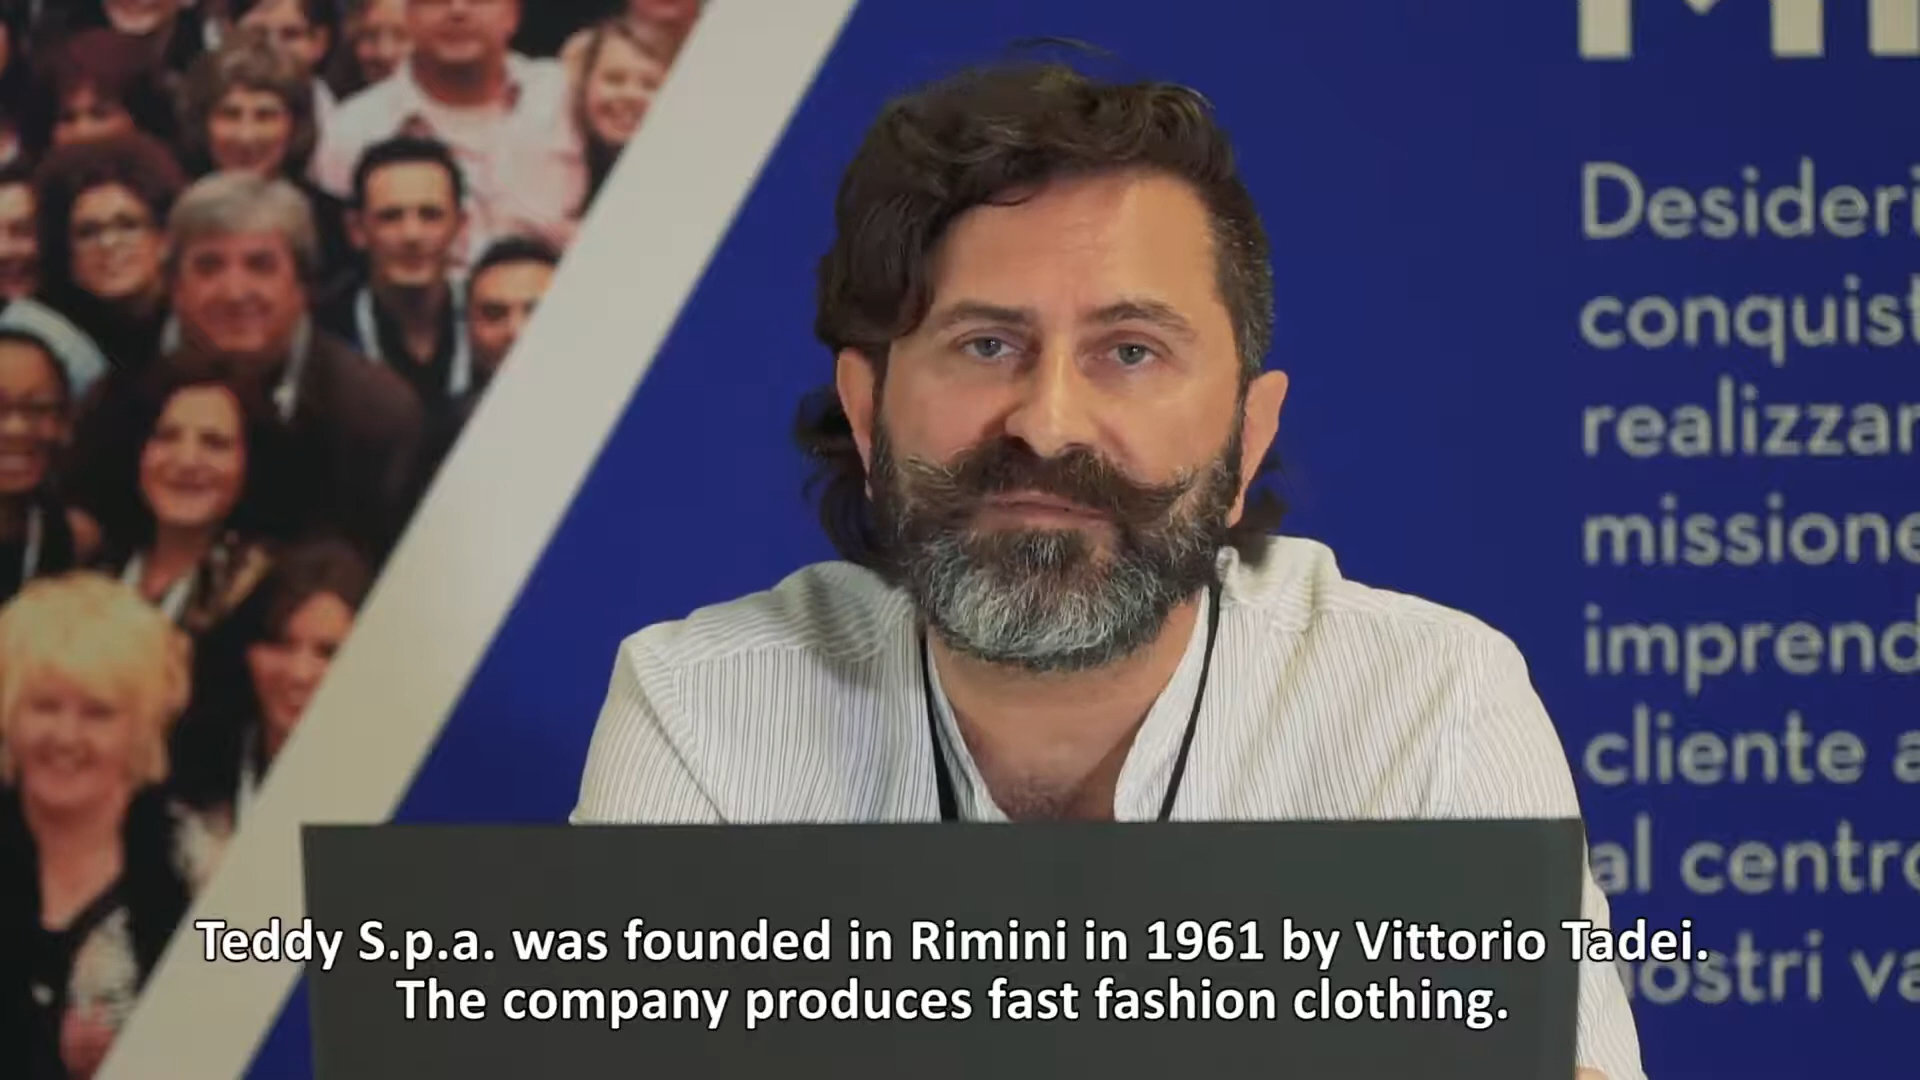 Desideri
conquist
realizzar
missione
imprend
cliente a
al centro
nostri va
Teddy S.p.a. was founded in Rimini in 1961 by Vittorio Tadei.
The company produces fast fashion clothing.